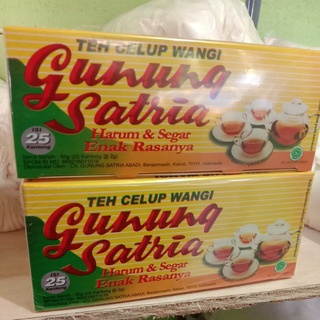 TEH CELUP WANGI
Gunung
Satria
Harum & Segar
Enak Rasanya
ISI
25
Kantong
TEH CELUP WANGI
Gunung
Satria
Harum & Segar
Enak Rasanya
ISI
25
Kantong